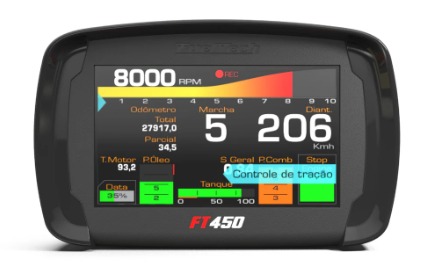 8000 RPM REC
1 2 3 4 5 6 7 8 9 10
Odômetro Marcha Diant.
Total
27917,0
5 206
Parcial
34,5
Kmh
T.Motor P.Óleo S Geral P.Comb Stop
93,2
Controle de tração
Data Tanque
35%
5
2
4
3
0 50 100
FT450